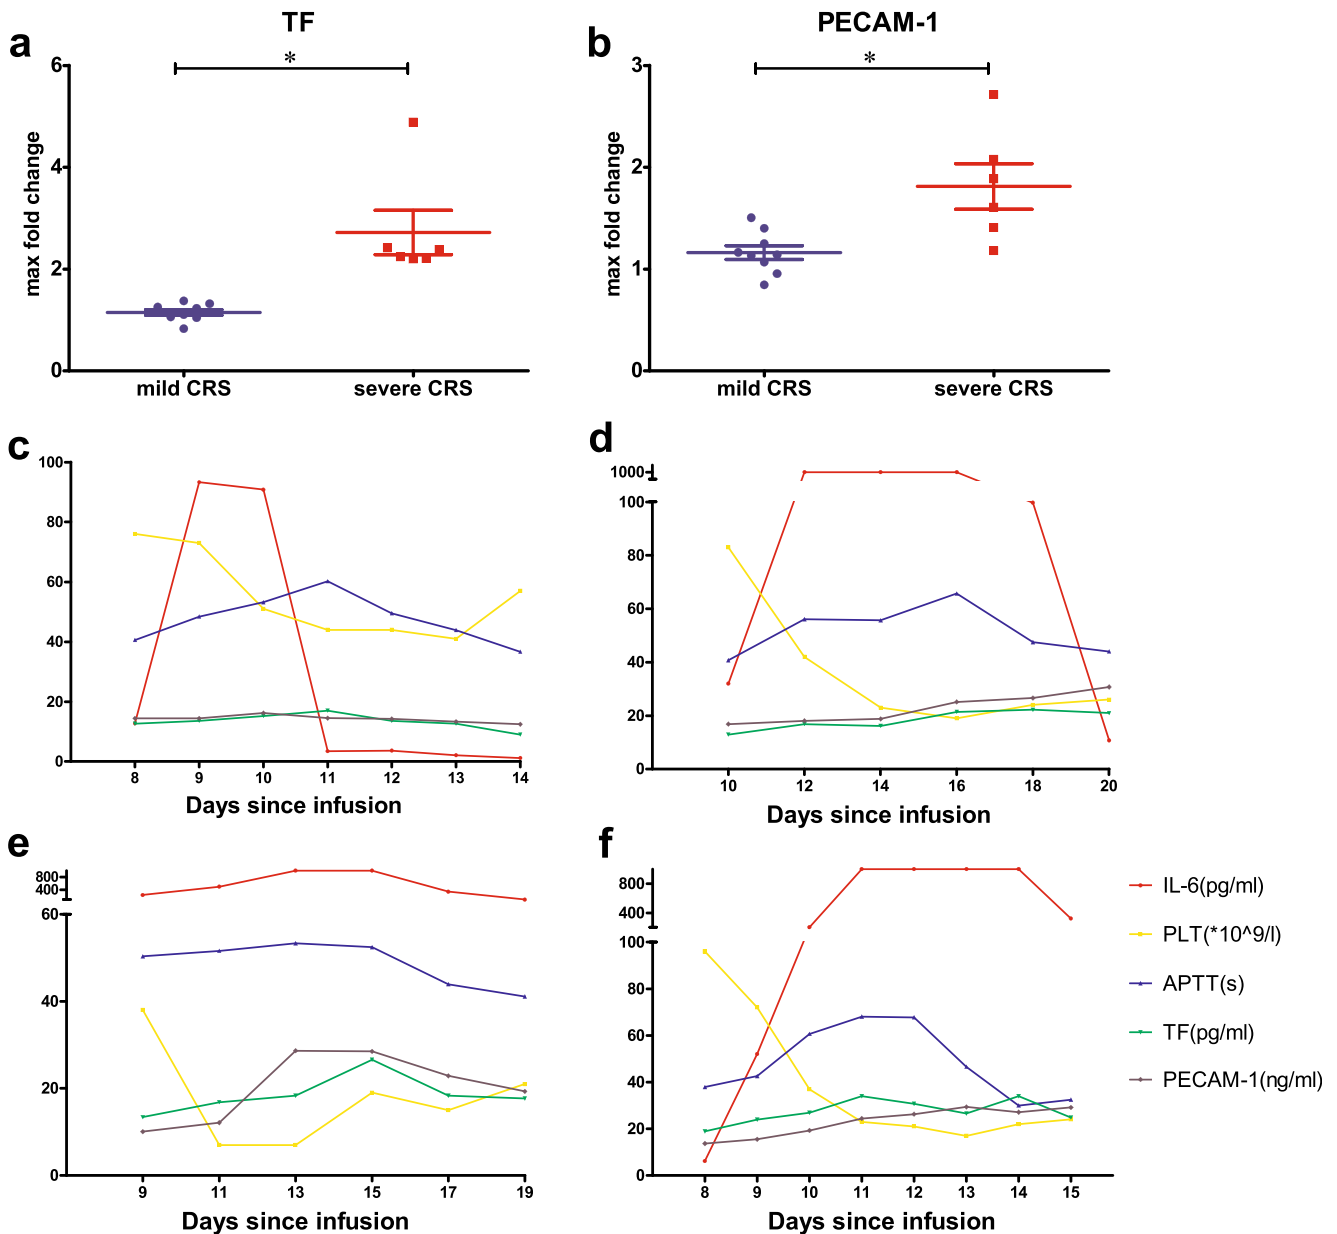 TF
PECAM-1
a
b
*
*
max fold change
6
4
2
0
mild CRS
severe CRS
max fold change
3
2
1
0
mild CRS
severe CRS
c
100
80
60
40
20
0
8 9 10 11 12 13 14
Days since infusion
d
1000
100
80
60
40
20
0
10 12 14 16 18 20
Days since infusion
e
800
400
60
40
20
0
9 11 13 15 17 19
Days since infusion
f
800
400
100
80
60
40
20
0
8 9 10 11 12 13 14 15
Days since infusion
IL-6(pg/ml)
PLT(*10^9/l)
APTT(s)
TF(pg/ml)
PECAM-1(ng/ml)